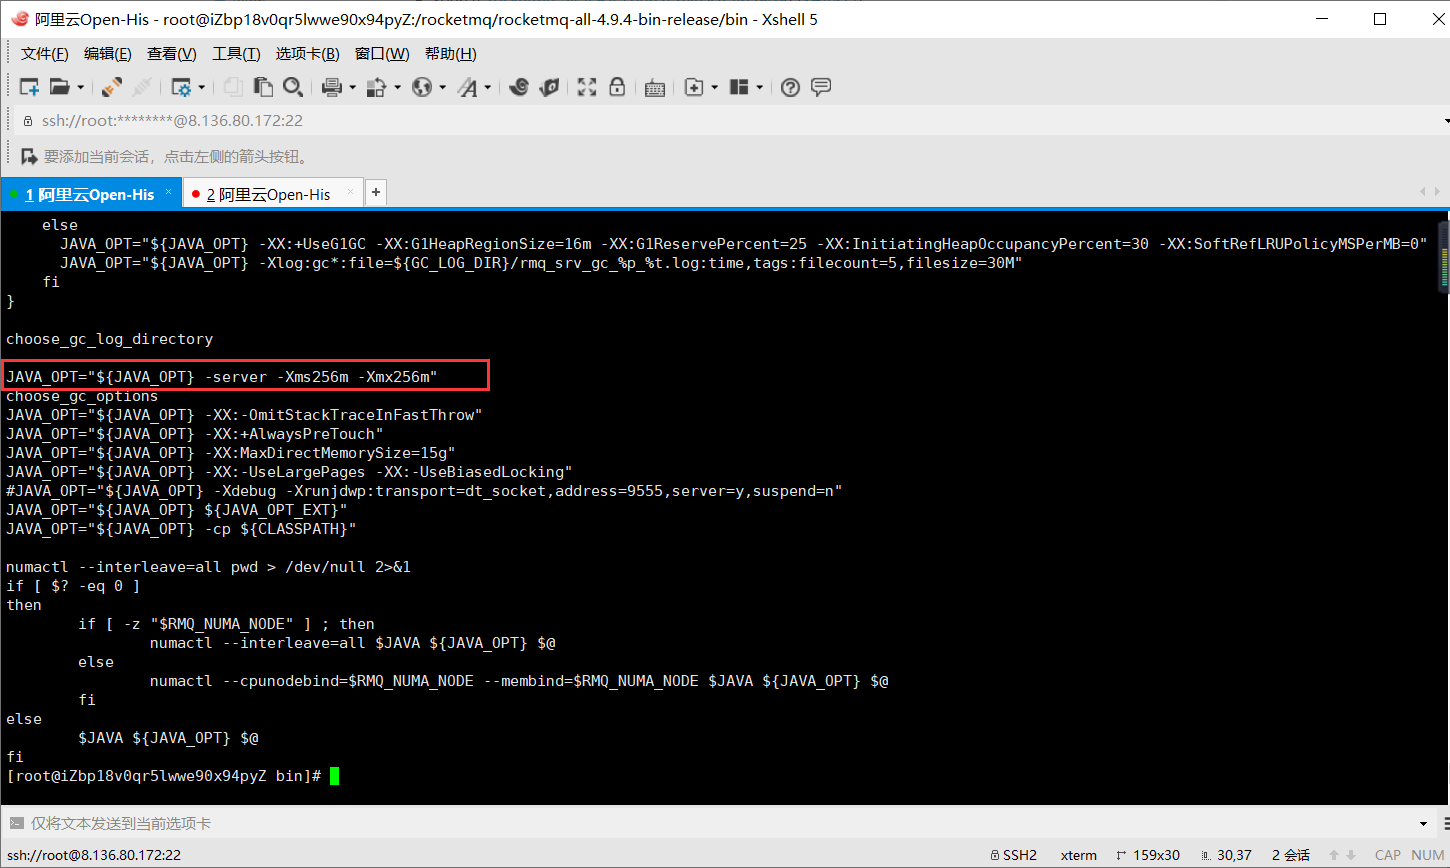 阿里云Open-His - root@iZbp18v0qr5lwwe90x94pyZ:/rocketmq/rocketmq-all-4.9.4-bin-release/bin - Xshell 5
文件(F) 编辑(E) 查看(V) 工具(T) 选项卡(B) 窗口(W) 帮助(H)
ssh://root:********@8.136.80.172:22
要添加当前会话，点击左侧的箭头按钮。
1 阿里云Open-His × 2 阿里云Open-His × +
    else
      JAVA_OPT="${JAVA_OPT} -XX:+UseG1GC -XX:G1HeapRegionSize=16m -XX:G1ReservePercent=25 -XX:InitiatingHeapOccupancyPercent=30 -XX:SoftRefLRUPolicyMSPerMB=0"
      JAVA_OPT="${JAVA_OPT} -Xlog:gc*:file=${GC_LOG_DIR}/rmq_srv_gc_%p_%t.log:time,tags:filecount=5,filesize=30M"
    fi
}
choose_gc_log_directory
JAVA_OPT="${JAVA_OPT} -server -Xms256m -Xmx256m"
choose_gc_options
JAVA_OPT="${JAVA_OPT} -XX:-OmitStackTraceInFastThrow"
JAVA_OPT="${JAVA_OPT} -XX:+AlwaysPreTouch"
JAVA_OPT="${JAVA_OPT} -XX:MaxDirectMemorySize=15g"
JAVA_OPT="${JAVA_OPT} -XX:-UseLargePages -XX:-UseBiasedLocking"
#JAVA_OPT="${JAVA_OPT} -Xdebug -Xrunjdwp:transport=dt_socket,address=9555,server=y,suspend=n"
JAVA_OPT="${JAVA_OPT} ${JAVA_OPT_EXT}"
JAVA_OPT="${JAVA_OPT} -cp ${CLASSPATH}"
numactl --interleave=all pwd > /dev/null 2>&1
if [ $? -eq 0 ]
then
        if [ -z "$RMQ_NUMA_NODE" ] ; then
                numactl --interleave=all $JAVA ${JAVA_OPT} $@
        else
                numactl --cpunodebind=$RMQ_NUMA_NODE --membind=$RMQ_NUMA_NODE $JAVA ${JAVA_OPT} $@
        fi
else
        $JAVA ${JAVA_OPT} $@
fi
[root@iZbp18v0qr5lwwe90x94pyZ bin]#
仅将文本发送到当前选项卡
ssh://root@8.136.80.172:22 SSH2 xterm 159x30 30,37 2 会话 CAP NUM